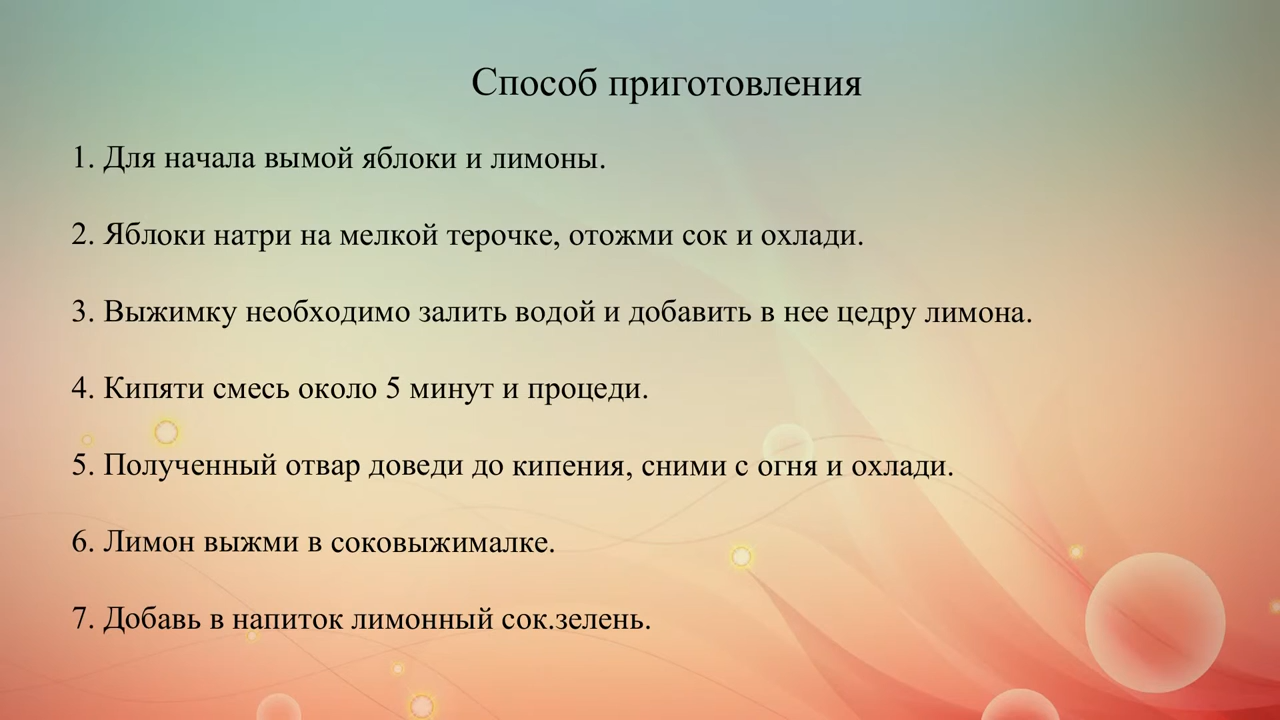 Способ приготовления
1. Для начала вымой яблоки и лимоны.
2. Яблоки натри на мелкой терочке, отожми сок и охлади.
3. Выжимку необходимо залить водой и добавить в нее цедру лимона.
4. Кипяти смесь около 5 минут и процеди.
5. Полученный отвар доведи до кипения, сними с огня и охлади.
6. Лимон выжми в соковыжималке.
7. Добавь в напиток лимонный сок.зелень.